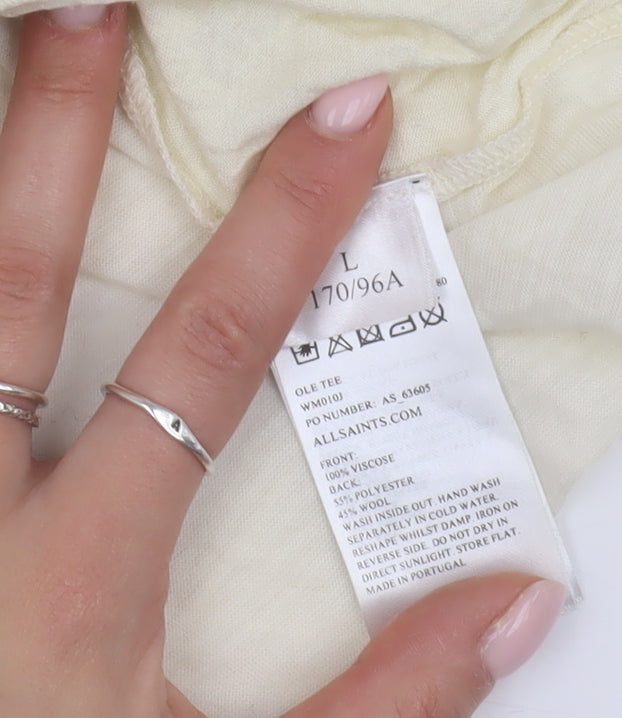 L
170/96A
80
OLE TEE
WM010J
PO NUMBER: AS_63605
ALLSAINTS.COM
FRONT:
100% VISCOSE
BACK:
55% POLYESTER
45% WOOL
WASH INSIDE OUT. HAND WASH
SEPARATELY IN COLD WATER.
RESHAPE WHILST DAMP. IRON ON
REVERSE SIDE. DO NOT DRY IN
DIRECT SUNLIGHT. STORE FLAT.
MADE IN PORTUGAL
A